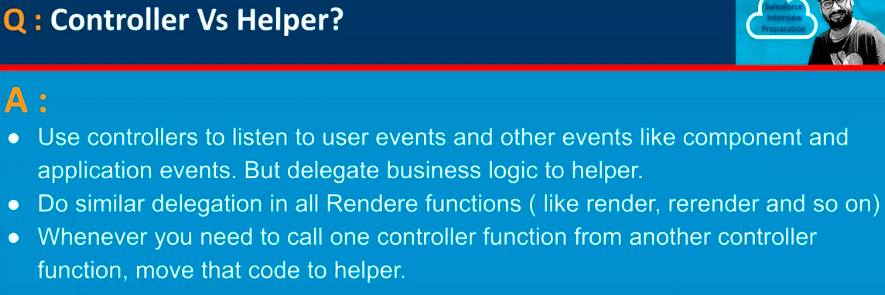 Q : Controller Vs Helper?
Salesforce
Interview
Preparation
A :
● Use controllers to listen to user events and other events like component and
application events. But delegate business logic to helper.
● Do similar delegation in all Rendere functions ( like render, rerender and so on)
● Whenever you need to call one controller function from another controller
function, move that code to helper.